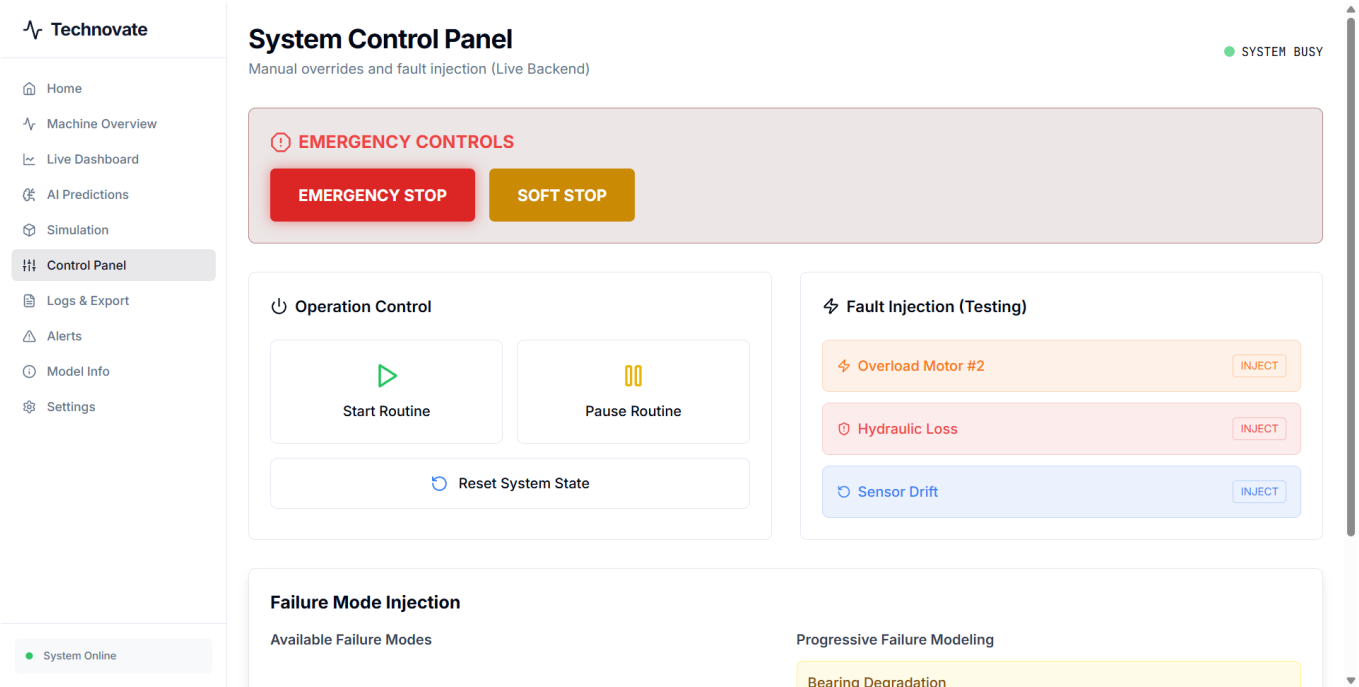 Technovate
Home
Machine Overview
Live Dashboard
AI Predictions
Simulation
Control Panel
Logs & Export
Alerts
Model Info
Settings
System Online
System Control Panel
Manual overrides and fault injection (Live Backend)
SYSTEM BUSY
EMERGENCY CONTROLS
EMERGENCY STOP
SOFT STOP
Operation Control
Start Routine
Pause Routine
Reset System State
Fault Injection (Testing)
Overload Motor #2
INJECT
Hydraulic Loss
INJECT
Sensor Drift
INJECT
Failure Mode Injection
Available Failure Modes
Progressive Failure Modeling
Bearing Degradation